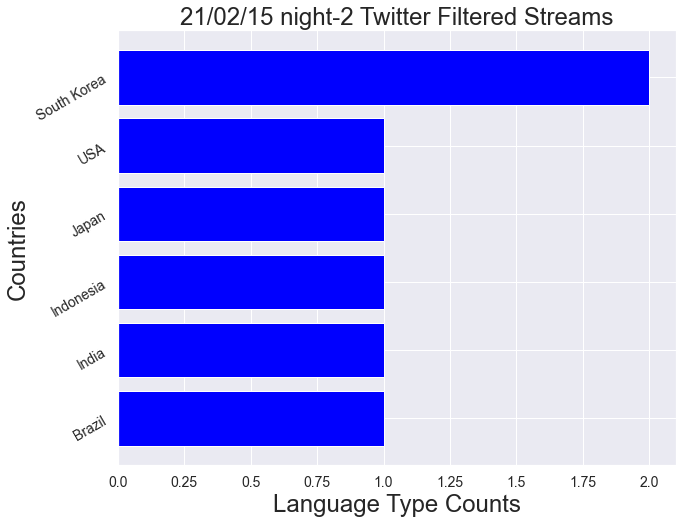 21/02/15 night-2 Twitter Filtered Streams
South Korea
USA
Japan
Indonesia
India
Brazil
Countries
0.0 0.25 0.5 0.75 1.0 1.25 1.5 1.75 2.0
Language Type Counts